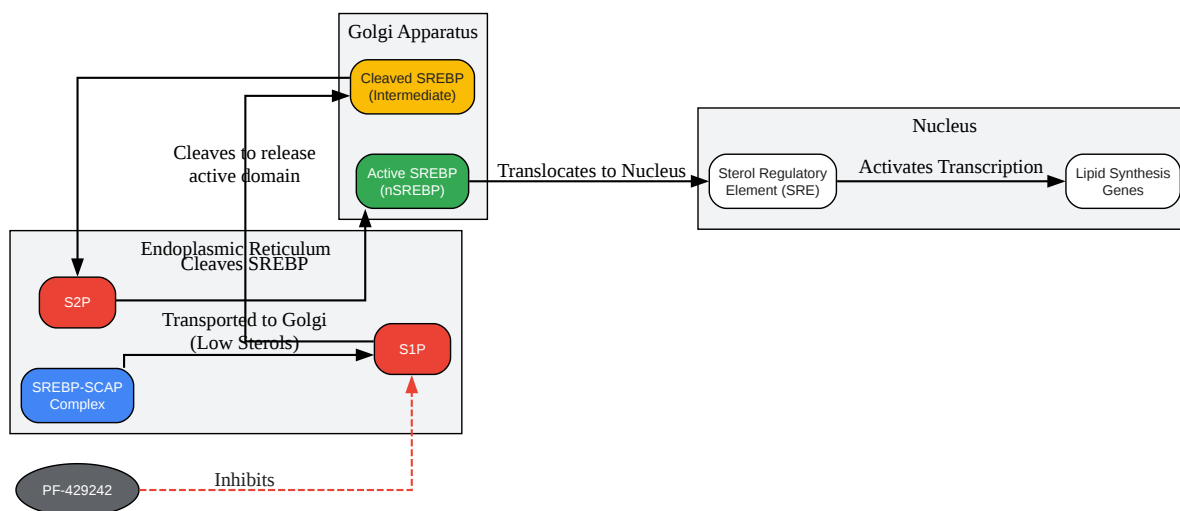 Golgi Apparatus
Cleaved SREBP
(Intermediate)
Cleaves to release
active domain
Active SREBP
(nSREBP)
Translocates to Nucleus
Nucleus
Sterol Regulatory
Element (SRE)
Activates Transcription
Lipid Synthesis
Genes
Endoplasmic Reticulum
Cleaves SREBP
S2P
Transported to Golgi
(Low Sterols)
S1P
SREBP-SCAP
Complex
PF-429242
Inhibits